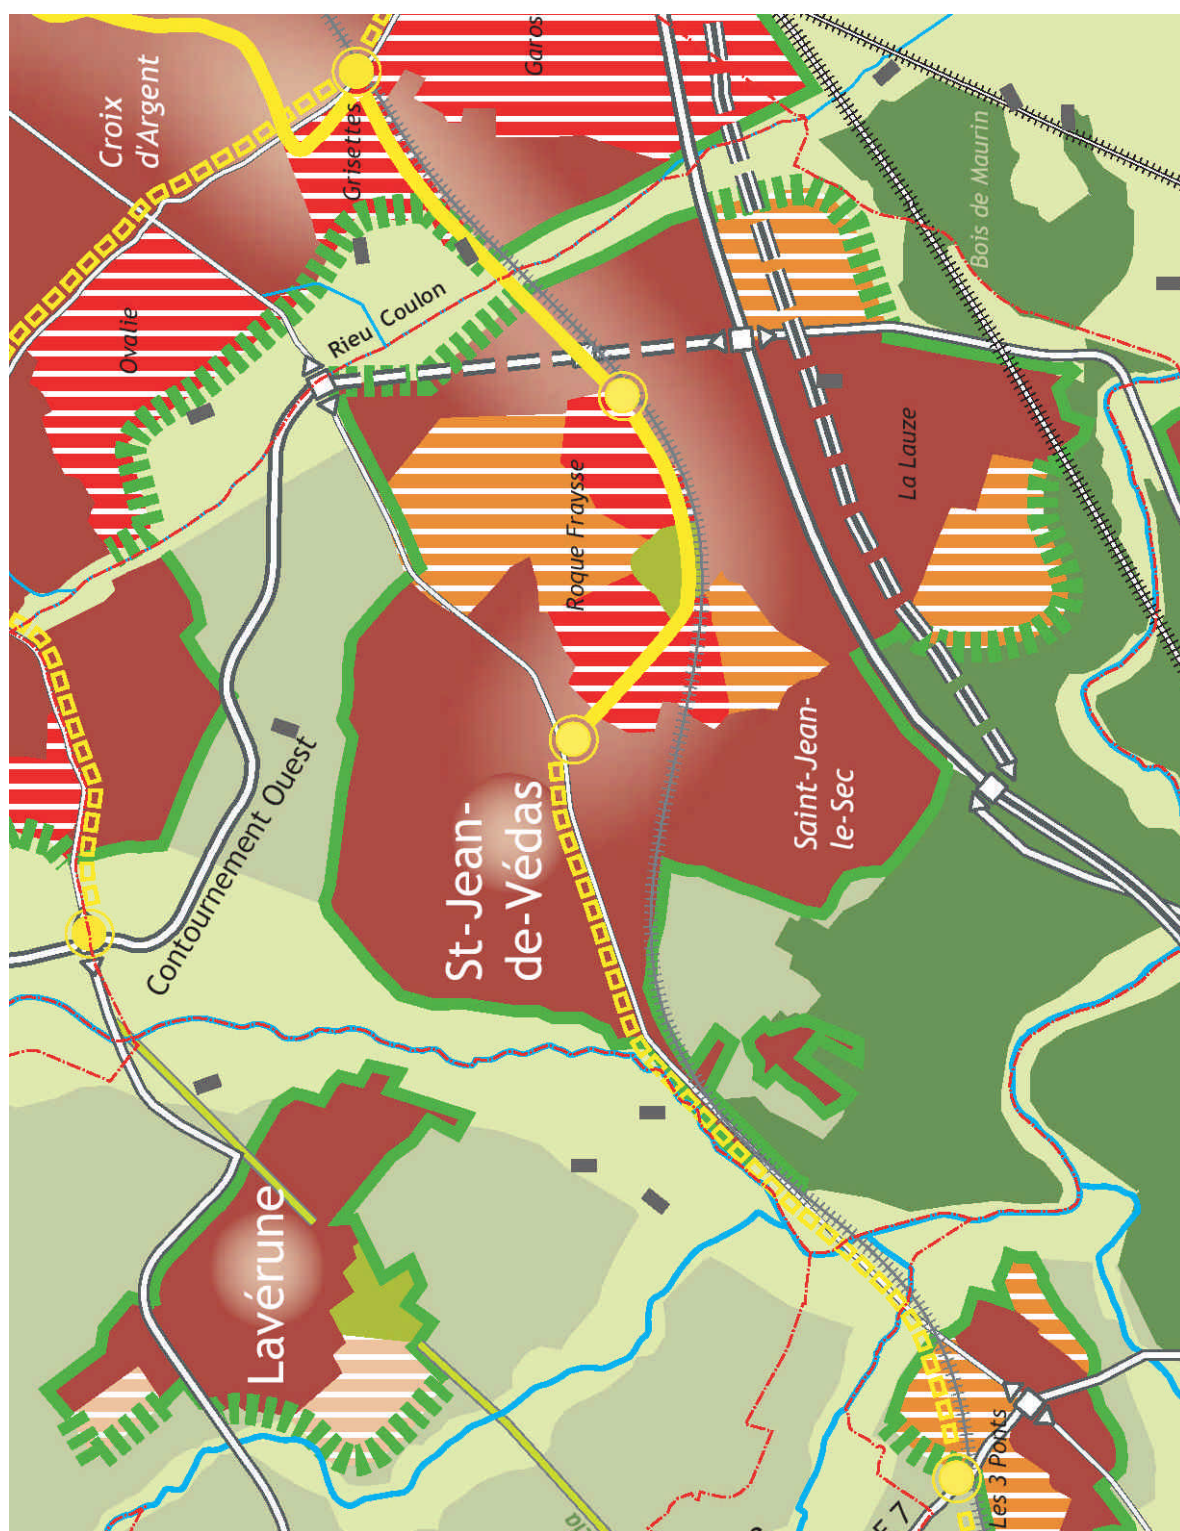 Croix
d'Argent
Garos
Grisettes
Ovalie
Rieu Coulon
Bois de Maurin
Roque Fraysse
La Lauze
Contournement Ouest
St-Jean-
de-Védas
Saint-Jean-
le-Sec
Lavérune
Les 3 Ponts